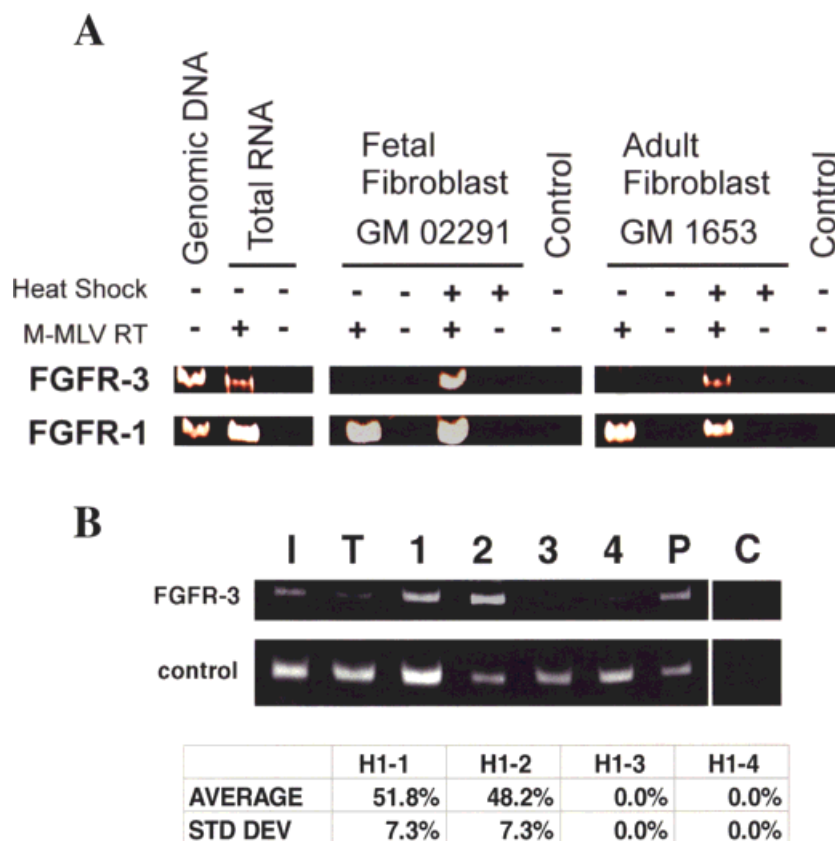 A
Genomic DNA
Total RNA
Fetal
Fibroblast
GM 02291
Control
Adult
Fibroblast
GM 1653
Control
Heat Shock - - - - - + + - - - + + -
M-MLV RT - + - + - + - - + - + - -
FGFR-3
FGFR-1
B
I T 1 2 3 4 P C
FGFR-3
control
H1-1 H1-2 H1-3 H1-4
AVERAGE 51.8% 48.2% 0.0% 0.0%
STD DEV 7.3% 7.3% 0.0% 0.0%